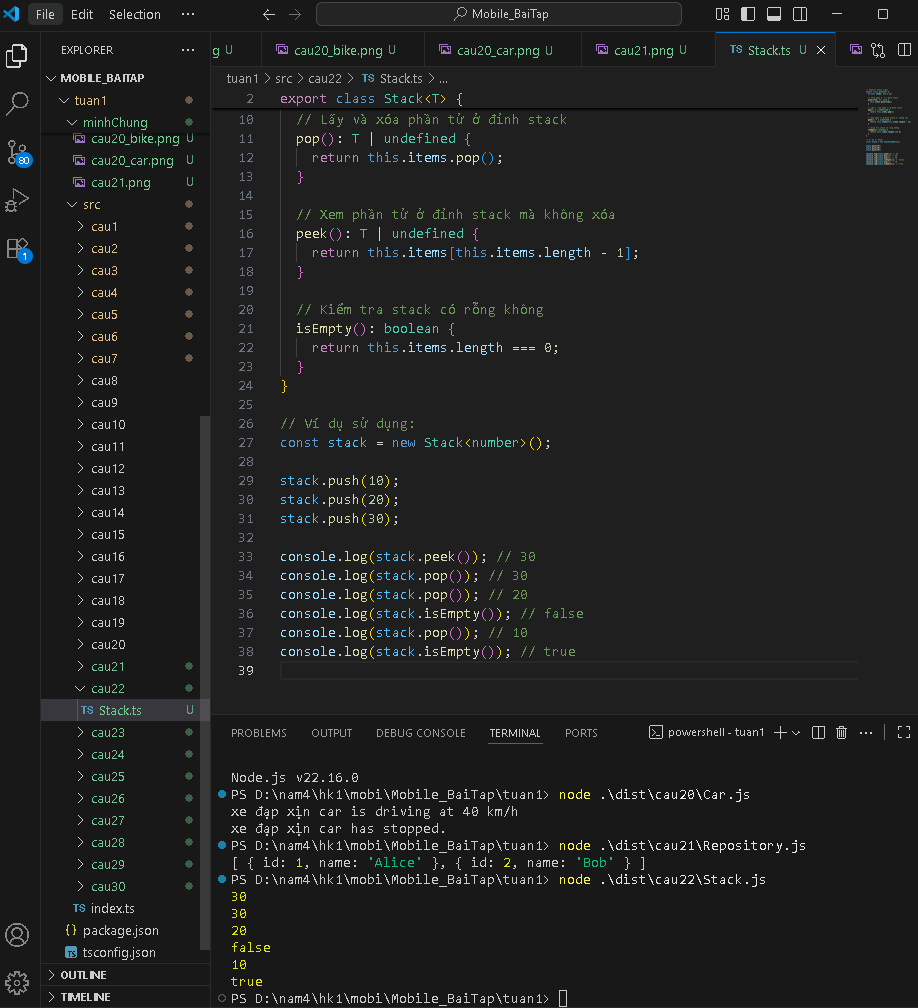 File Edit Selection ··· Mobile_BaiTap
EXPLORER ···
MOBILE_BAITAP
tuan1
minhChung
cau20_bike.png U
cau20_car.png U
cau21.png U
src
cau1
cau2
cau3
cau4
cau5
cau6
cau7
cau8
cau9
cau10
cau11
cau12
cau13
cau14
cau15
cau16
cau17
cau18
cau19
cau20
cau21
cau22
TS Stack.ts U
cau23
cau24
cau25
cau26
cau27
cau28
cau29
cau30
TS index.ts
{} package.json
TS tsconfig.json
OUTLINE
TIMELINE
80
1
ng U cau20_bike.png U cau20_car.png U cau21.png U TS Stack.ts U
tuan1 > src > cau22 > TS Stack.ts > ...
2 export class Stack<T> {
10 // Lấy và xóa phần tử ở đỉnh stack
11 pop(): T | undefined {
12 return this.items.pop();
13 }
14
15 // Xem phần tử ở đỉnh stack mà không xóa
16 peek(): T | undefined {
17 return this.items[this.items.length - 1];
18 }
19
20 // Kiểm tra stack có rỗng không
21 isEmpty(): boolean {
22 return this.items.length === 0;
23 }
24 }
25
26 // Ví dụ sử dụng:
27 const stack = new Stack<number>();
28
29 stack.push(10);
30 stack.push(20);
31 stack.push(30);
32
33 console.log(stack.peek()); // 30
34 console.log(stack.pop()); // 30
35 console.log(stack.pop()); // 20
36 console.log(stack.isEmpty()); // false
37 console.log(stack.pop()); // 10
38 console.log(stack.isEmpty()); // true
39
PROBLEMS OUTPUT DEBUG CONSOLE TERMINAL PORTS powershell - tuan1 ···
Node.js v22.16.0
PS D:\nam4\hk1\mobi\Mobile_BaiTap\tuan1> node .\dist\cau20\Car.js
xe đạp xịn car is driving at 40 km/h
xe đạp xịn car has stopped.
PS D:\nam4\hk1\mobi\Mobile_BaiTap\tuan1> node .\dist\cau21\Repository.js
[ { id: 1, name: 'Alice' }, { id: 2, name: 'Bob' } ]
PS D:\nam4\hk1\mobi\Mobile_BaiTap\tuan1> node .\dist\cau22\Stack.js
30
30
20
false
10
true
PS D:\nam4\hk1\mobi\Mobile_BaiTap\tuan1>